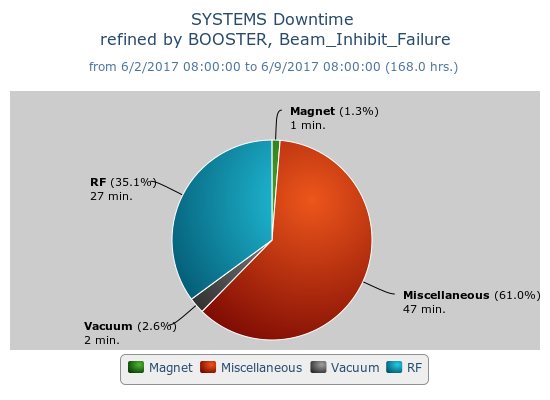 SYSTEMS Downtime
refined by BOOSTER, Beam_Inhibit_Failure
from 6/2/2017 08:00:00 to 6/9/2017 08:00:00 (168.0 hrs.)
Magnet (1.3%)
1 min.
RF (35.1%)
27 min.
Miscellaneous (61.0%)
47 min.
Vacuum (2.6%)
2 min.
Magnet Miscellaneous Vacuum RF